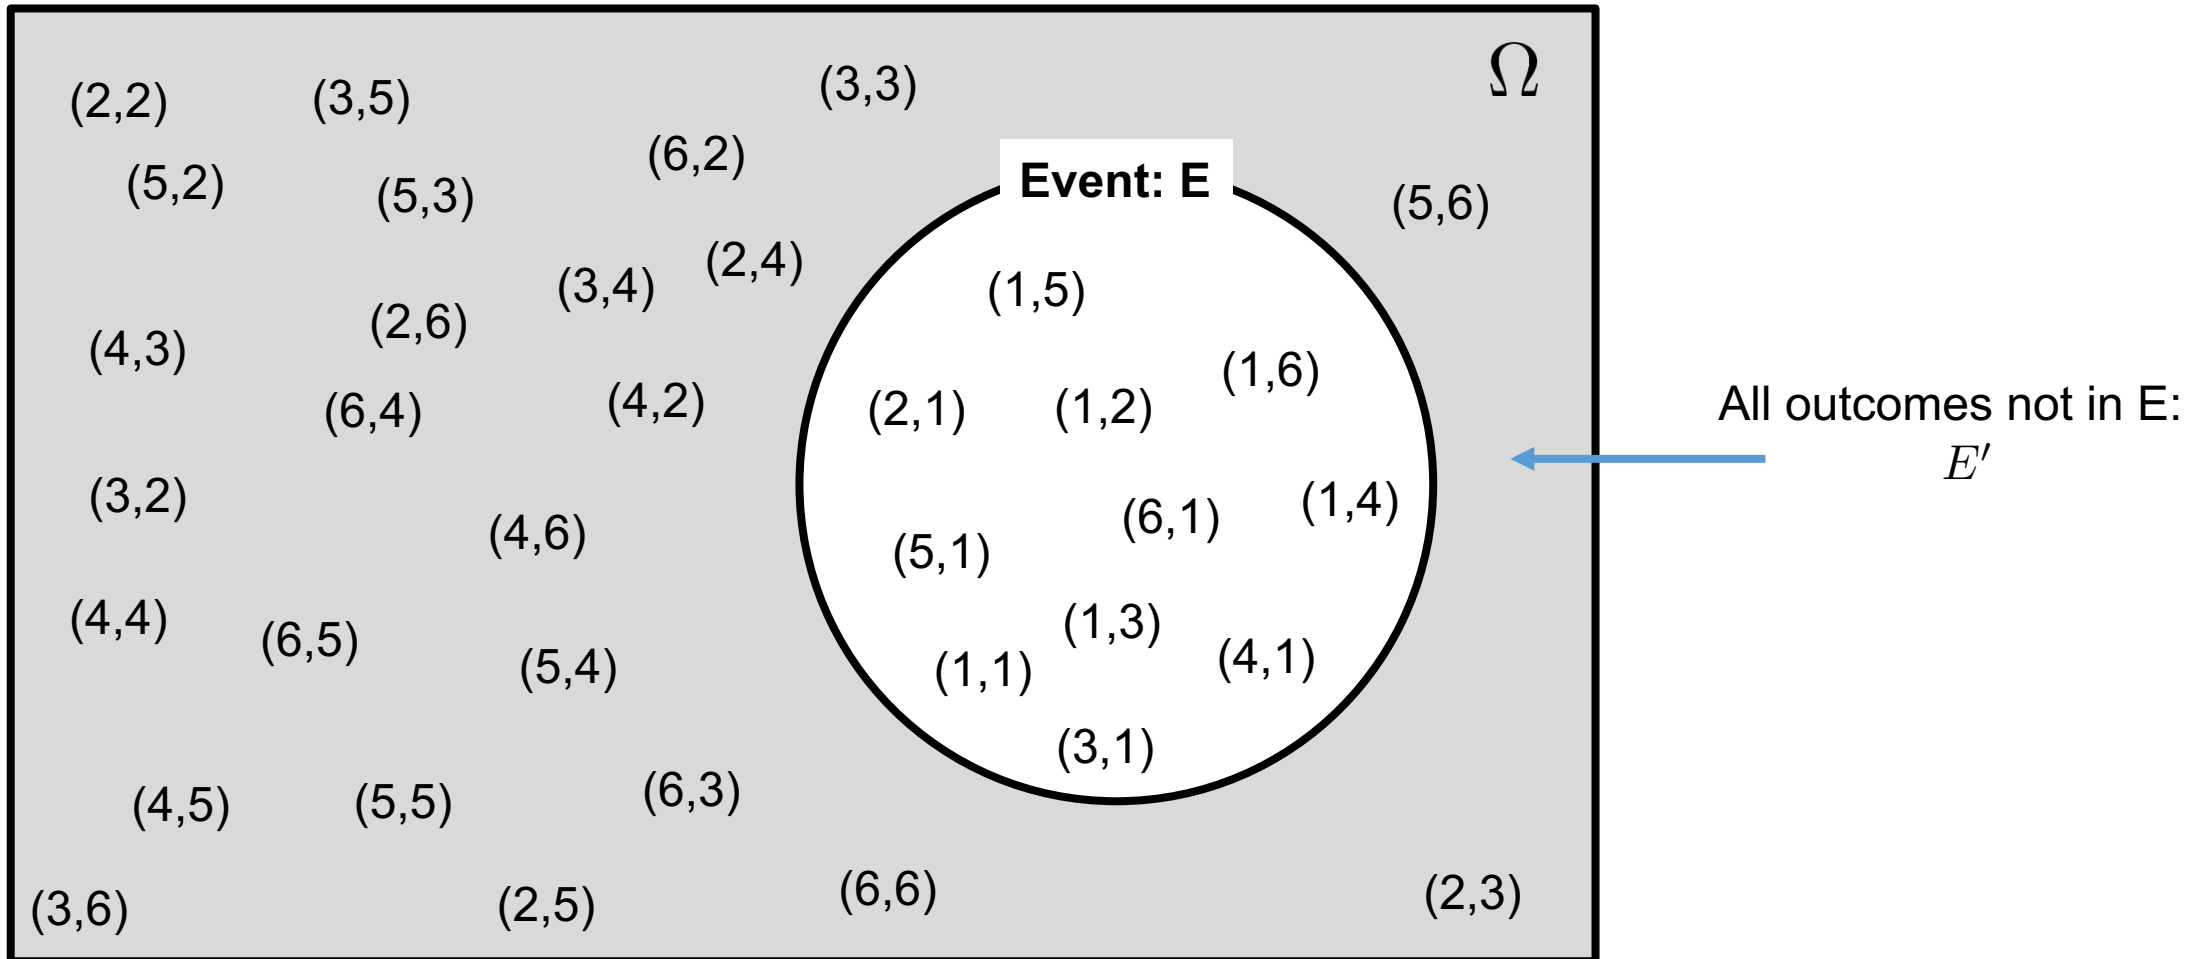 Ω
(2,2) (3,5) (3,3)
(6,2)
(5,2) (5,3) Event: E (5,6)
(3,4) (2,4) (1,5)
(4,3) (2,6)
(6,4) (4,2) (2,1) (1,2) (1,6)
All outcomes not in E:
E′
(3,2) (4,6) (5,1) (6,1) (1,4)
(4,4) (6,5) (5,4) (1,1) (1,3) (4,1)
(3,1)
(4,5) (5,5) (6,3)
(3,6) (2,5) (6,6) (2,3)